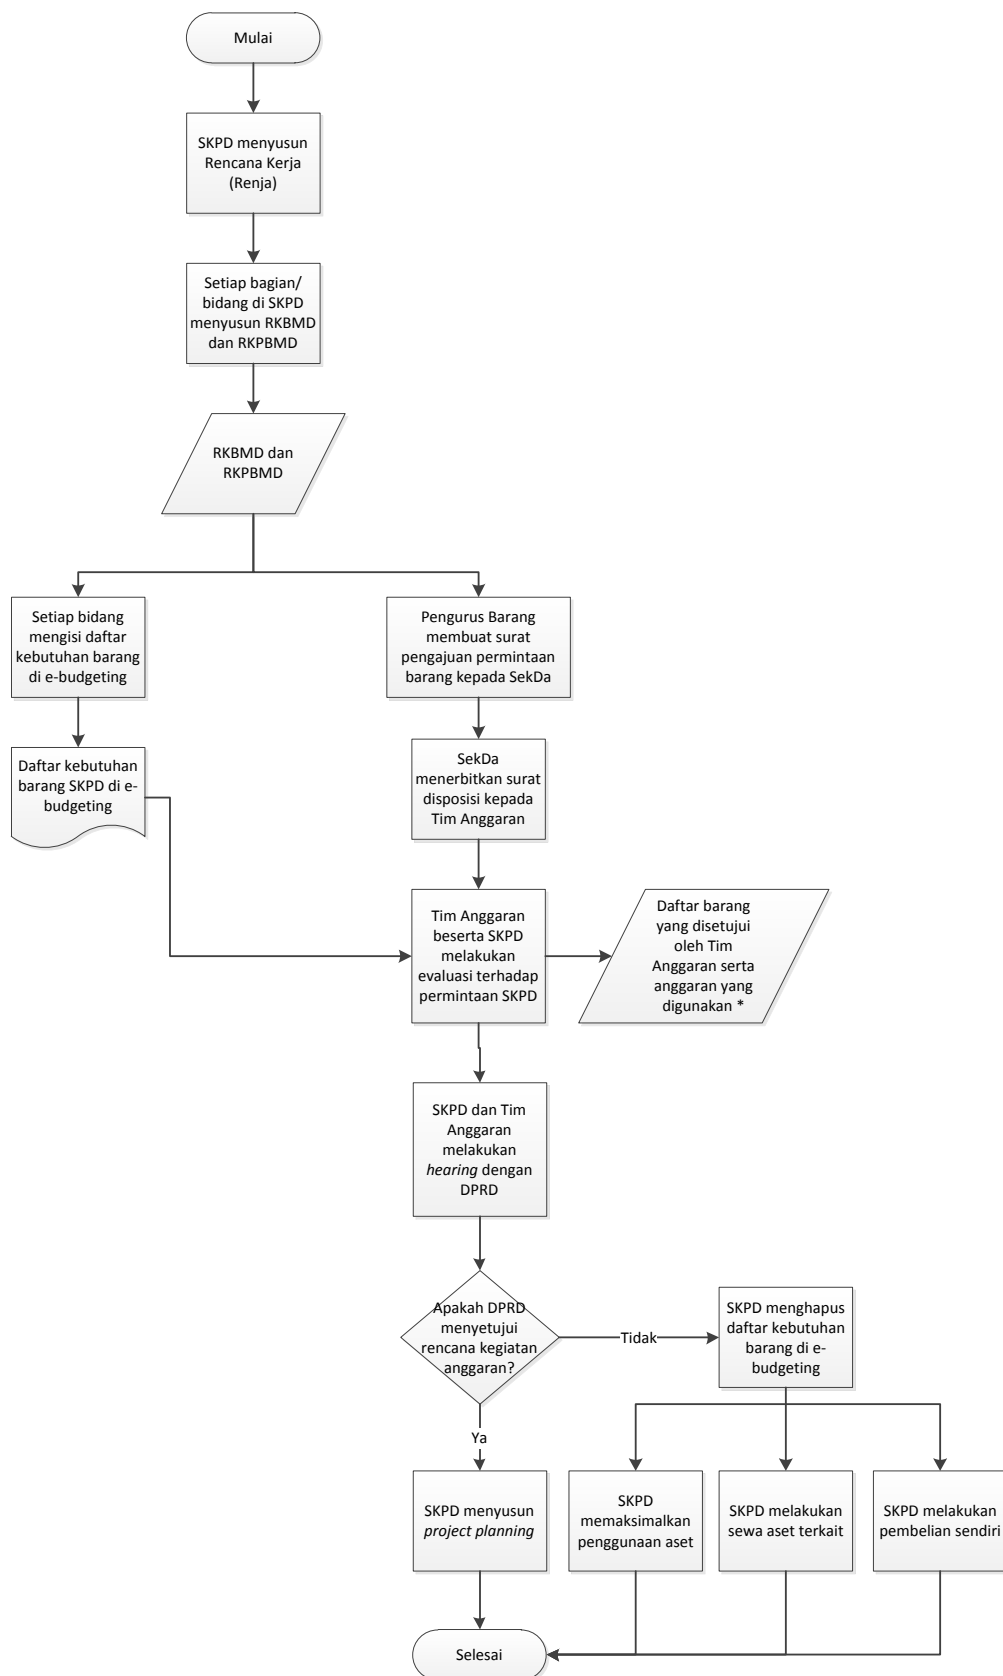 Mulai
SKPD menyusun
Rencana Kerja
(Renja)
Setiap bagian/
bidang di SKPD
menyusun RKBMD
dan RKPBMD
RKBMD dan
RKPBMD
Setiap bidang
mengisi daftar
kebutuhan barang
di e-budgeting
Pengurus Barang
membuat surat
pengajuan permintaan
barang kepada SekDa
Daftar kebutuhan
barang SKPD di e-
budgeting
SekDa
menerbitkan surat
disposisi kepada
Tim Anggaran
Tim Anggaran
beserta SKPD
melakukan
evaluasi terhadap
permintaan SKPD
Daftar barang
yang disetujui
oleh Tim
Anggaran serta
anggaran yang
digunakan *
SKPD dan Tim
Anggaran
melakukan
hearing dengan
DPRD
Apakah DPRD
menyetujui
rencana kegiatan
anggaran?
Tidak
SKPD menghapus
daftar kebutuhan
barang di e-
budgeting
Ya
SKPD menyusun
project planning
SKPD
memaksimalkan
penggunaan aset
SKPD melakukan
sewa aset terkait
SKPD melakukan
pembelian sendiri
Selesai